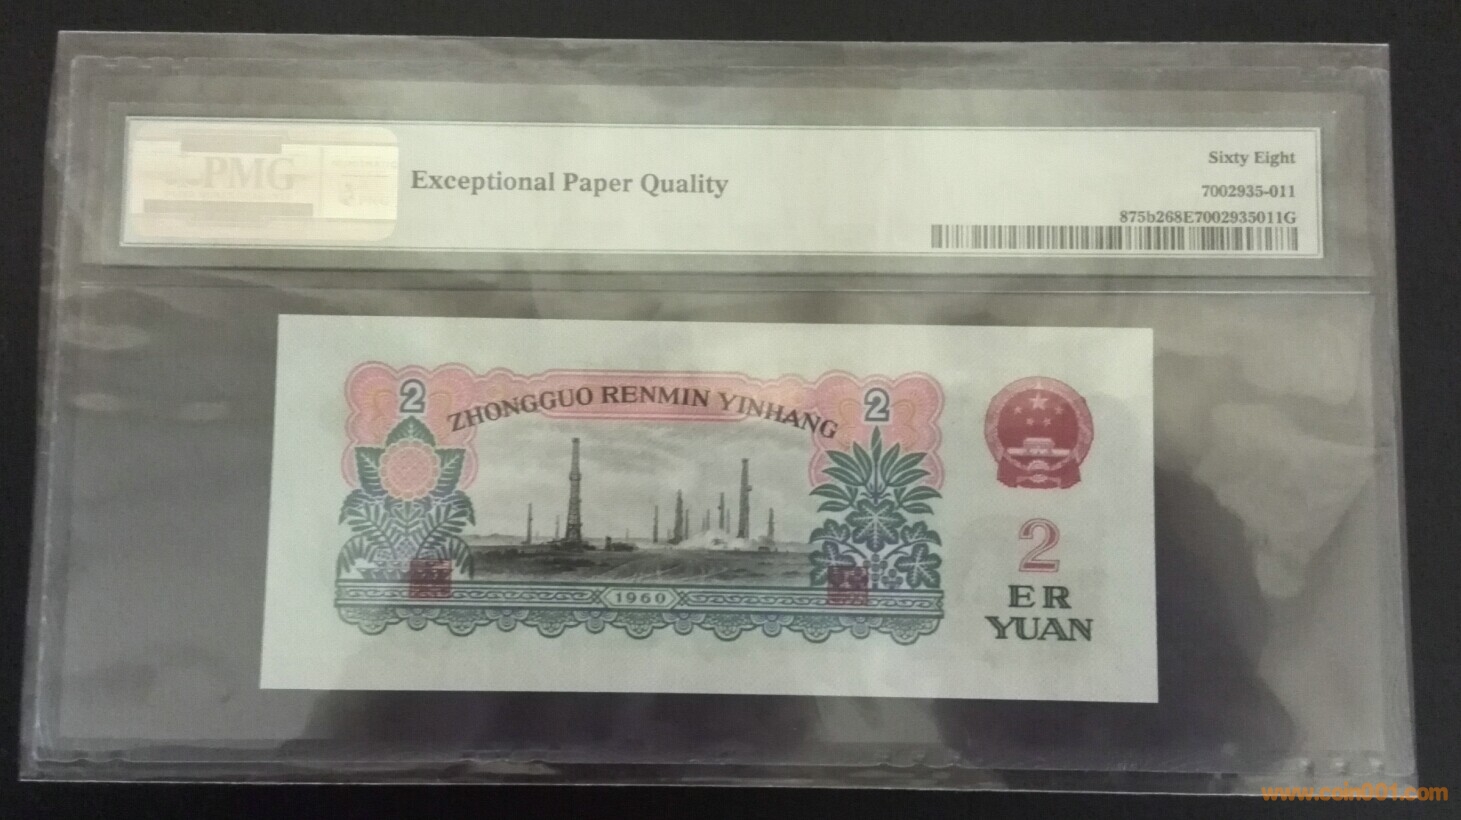 PMG
Exceptional Paper Quality
Sixty Eight
7002935-011
875b268E7002935011G
2
ZHONGGUO RENMIN YINHANG
2
1960
2
ER
YUAN
www.coin001.com